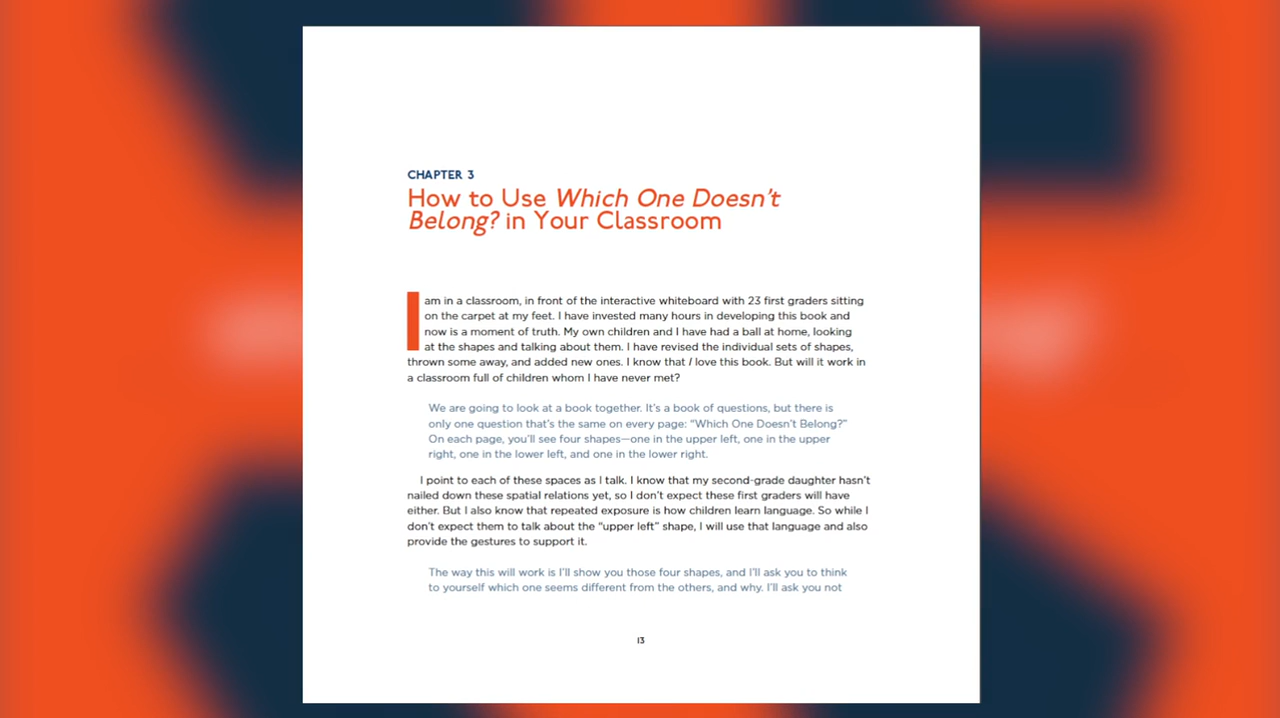 CHAPTER 3
How to Use Which One Doesn't
Belong? in Your Classroom
I am in a classroom, in front of the interactive whiteboard with 23 first graders sitting
on the carpet at my feet. I have invested many hours in developing this book and
now is a moment of truth. My own children and I have had a ball at home, looking
at the shapes and talking about them. I have revised the individual sets of shapes,
thrown some away, and added new ones. I know that I love this book. But will it work in
a classroom full of children whom I have never met?
We are going to look at a book together. It's a book of questions, but there is
only one question that's the same on every page: “Which One Doesn't Belong?”
On each page, you'll see four shapes—one in the upper left, one in the upper
right, one in the lower left, and one in the lower right.
I point to each of these spaces as I talk. I know that my second-grade daughter hasn't
nailed down these spatial relations yet, so I don't expect these first graders will have
either. But I also know that repeated exposure is how children learn language. So while I
don't expect them to talk about the “upper left” shape, I will use that language and also
provide the gestures to support it.
The way this will work is I'll show you those four shapes, and I'll ask you to think
to yourself which one seems different from the others, and why. I'll ask you not
13